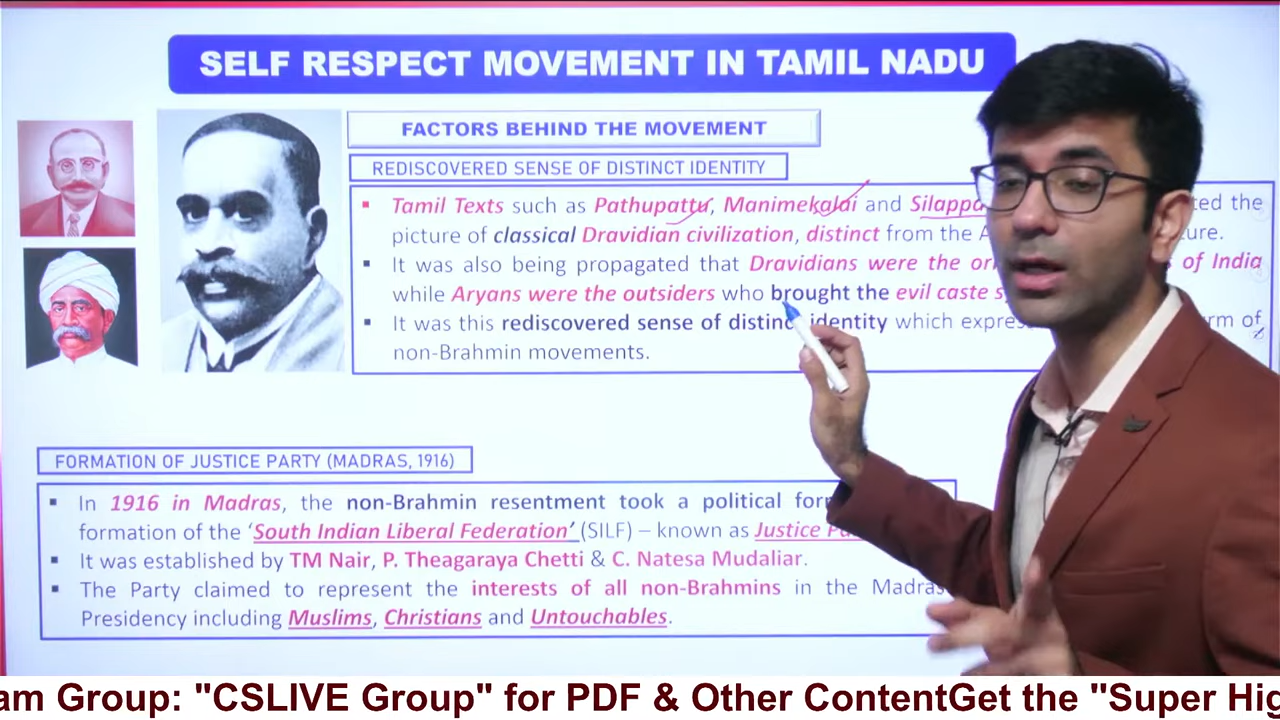 SELF RESPECT MOVEMENT IN TAMIL NADU
FACTORS BEHIND THE MOVEMENT
REDISCOVERED SENSE OF DISTINCT IDENTITY
Tamil Texts such as Pathupattu, Manimekalai and Silappa ted the
picture of classical Dravidian civilization, distinct from the A ure.
It was also being propagated that Dravidians were the ori of India
while Aryans were the outsiders who brought the evil caste s
It was this rediscovered sense of distinct identity which expres rm of
non-Brahmin movements.
FORMATION OF JUSTICE PARTY (MADRAS, 1916)
In 1916 in Madras, the non-Brahmin resentment took a political for
formation of the 'South Indian Liberal Federation' (SILF) – known as Justice Pa
It was established by TM Nair, P. Theagaraya Chetti & C. Natesa Mudaliar.
The Party claimed to represent the interests of all non-Brahmins in the Madras
Presidency including Muslims, Christians and Untouchables.
am Group: "CSLIVE Group" for PDF & Other ContentGet the "Super Hig